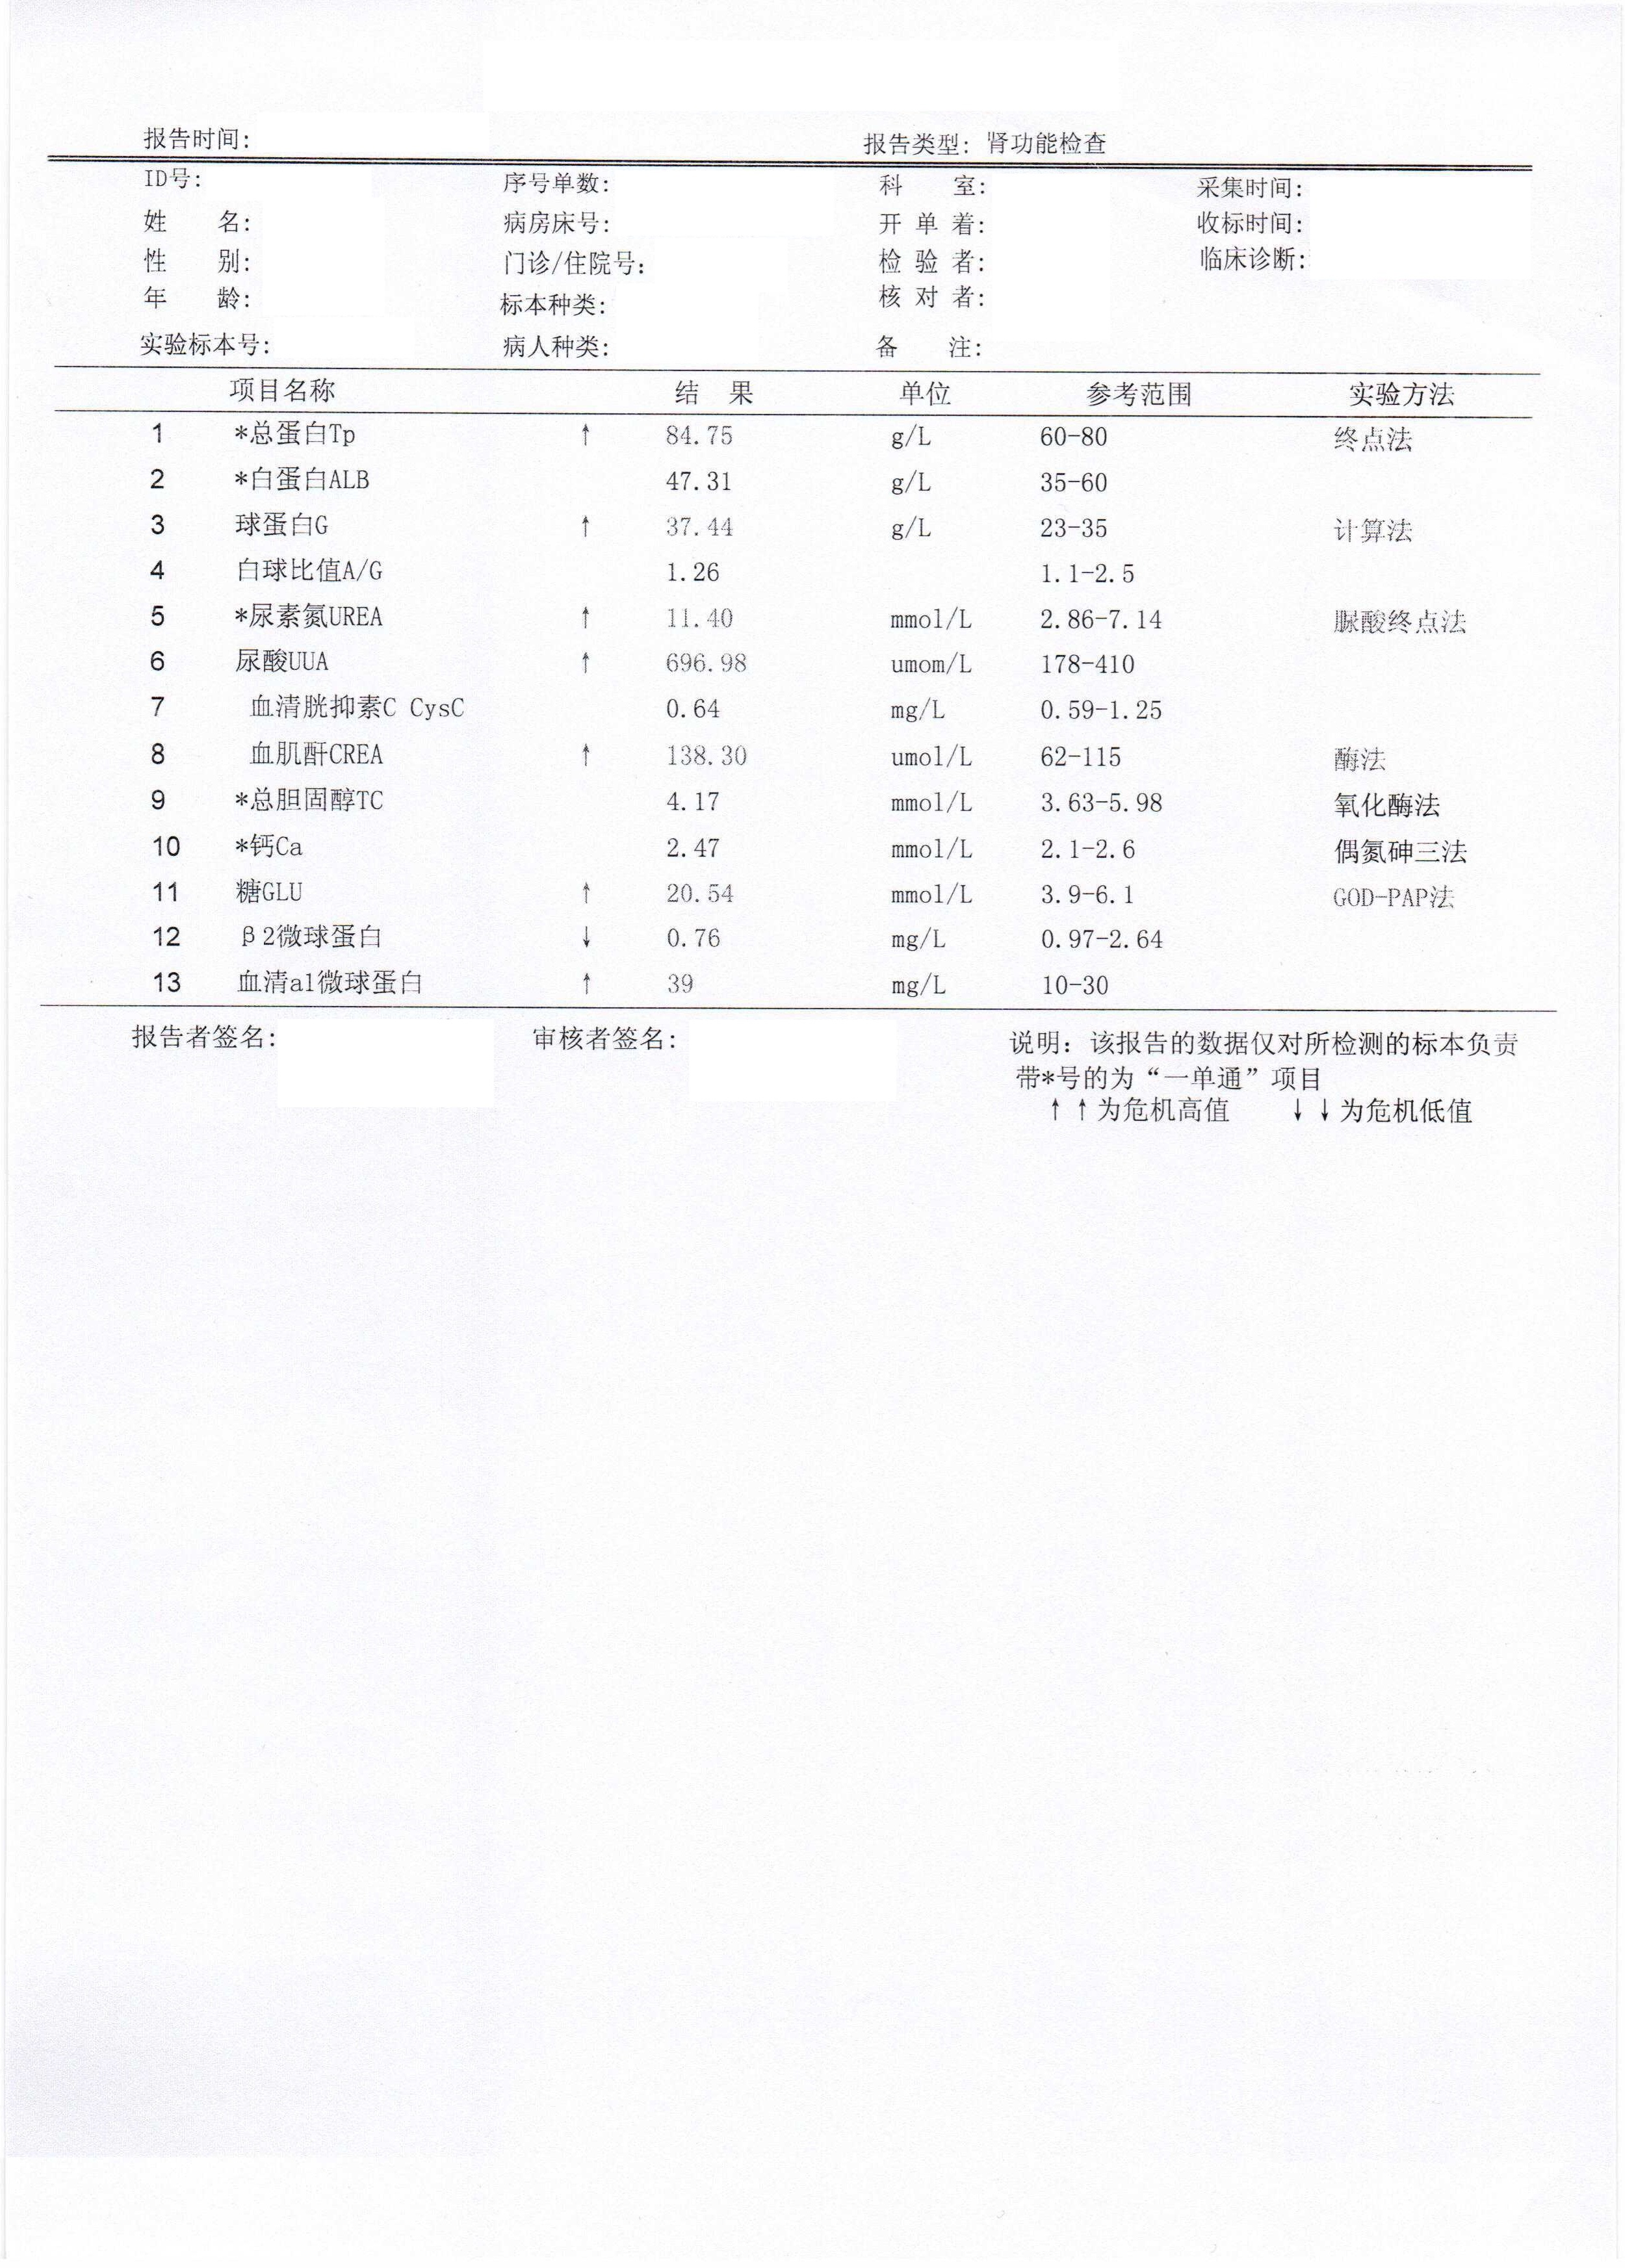 报告时间: 报告类型: 肾功能检查
ID号: 序号单数: 科 室: 采集时间:
姓 名: 病房床号: 开 单 着: 收标时间:
性 别: 门诊/住院号: 检 验 者: 临床诊断:
年 龄: 标本种类: 核 对 者:
实验标本号: 病人种类: 备 注:
项目名称 结 果 单位 参考范围 实验方法
1 *总蛋白Tp ↑ 84.75 g/L 60-80 终点法
2 *白蛋白ALB 47.31 g/L 35-60
3 球蛋白G ↑ 37.44 g/L 23-35 计算法
4 白球比值A/G 1.26 1.1-2.5
5 *尿素氮UREA ↑ 11.40 mmol/L 2.86-7.14 脲酸终点法
6 尿酸UUA ↑ 696.98 umom/L 178-410
7 血清胱抑素C CysC 0.64 mg/L 0.59-1.25
8 血肌酐CREA ↑ 138.30 umol/L 62-115 酶法
9 *总胆固醇TC 4.17 mmol/L 3.63-5.98 氧化酶法
10 *钙Ca 2.47 mmol/L 2.1-2.6 偶氮砷三法
11 糖GLU ↑ 20.54 mmol/L 3.9-6.1 GOD-PAP法
12 β2微球蛋白 ↓ 0.76 mg/L 0.97-2.64
13 血清a1微球蛋白 ↑ 39 mg/L 10-30
报告者签名: 审核者签名: 说明: 该报告的数据仅对所检测的标本负责
带*号的为“一单通”项目
↑↑为危机高值 ↓↓为危机低值